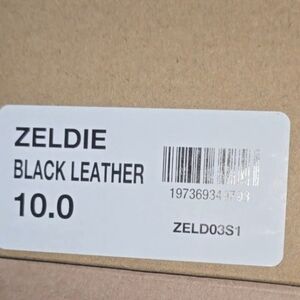 ZELDIE
BLACK LEATHER
10.0
ZELD03S1